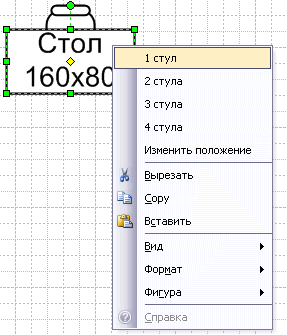 Стол
160x80
1 стул
2 стула
3 стула
4 стула
Изменить положение
Вырезать
Copy
Вставить
Вид
Формат
Фигура
Справка